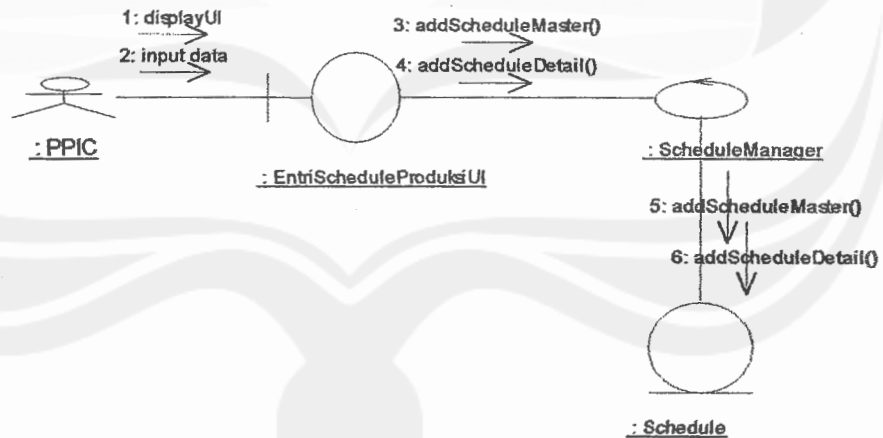 1: displayUI
2: input data
3: addScheduleMaster()
4: addScheduleDetail()
: PPIC
: EntriScheduleProduksiUI
: ScheduleManager
5: addScheduleMaster()
6: addScheduleDetail()
: Schedule